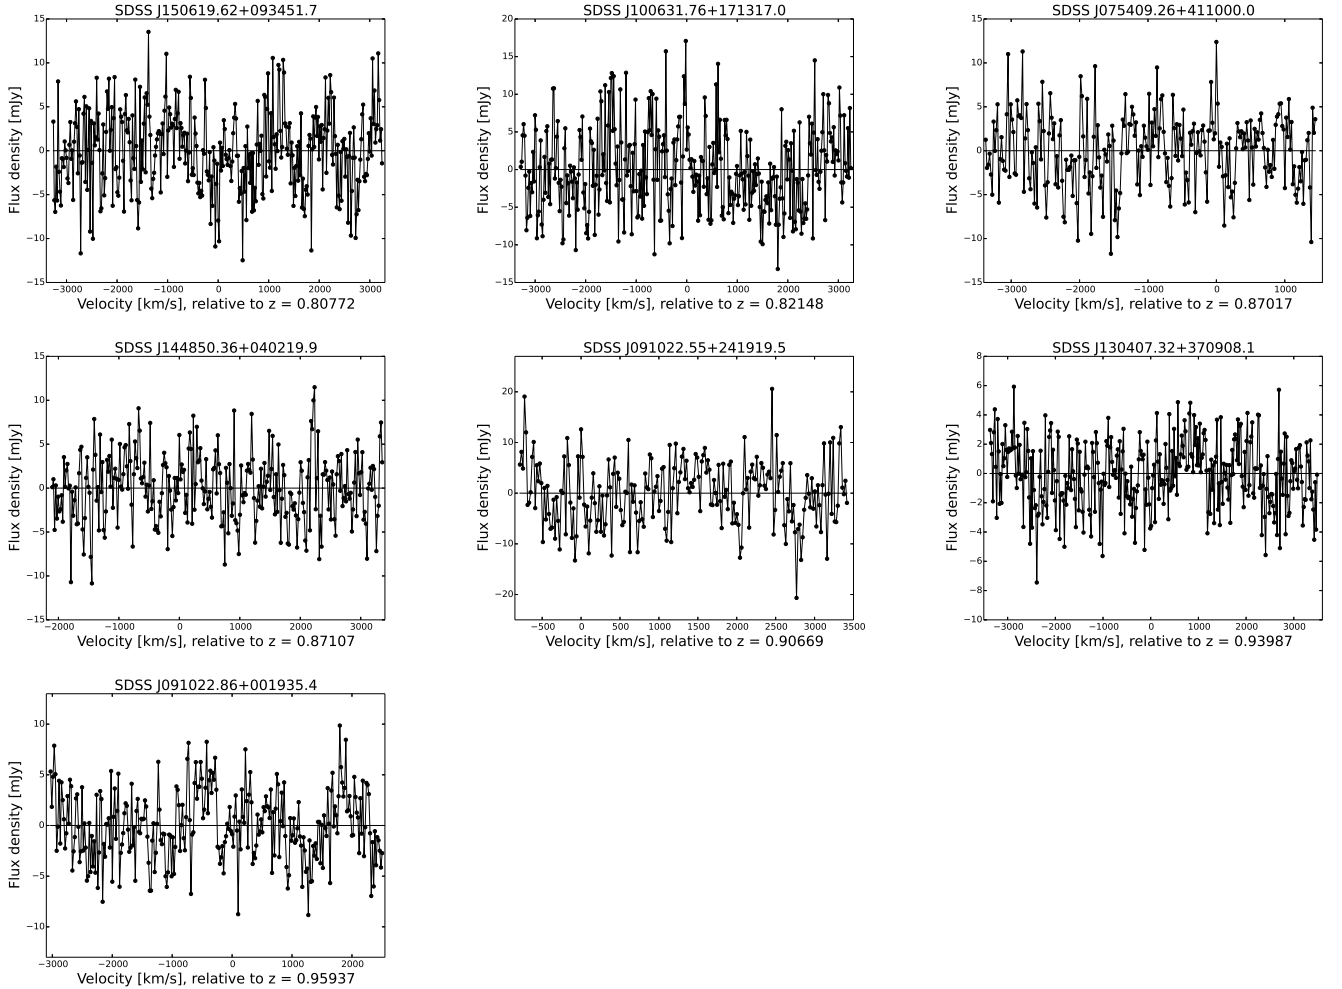 SDSS J150619.62+093451.7
15
10
5
0
−5
−10
−15
Flux density [mJy]
−3000 −2000 −1000 0 1000 2000 3000
Velocity [km/s], relative to z = 0.80772
SDSS J100631.76+171317.0
20
15
10
5
0
−5
−10
−15
Flux density [mJy]
−3000 −2000 −1000 0 1000 2000 3000
Velocity [km/s], relative to z = 0.82148
SDSS J075409.26+411000.0
15
10
5
0
−5
−10
−15
Flux density [mJy]
−3000 −2000 −1000 0 1000
Velocity [km/s], relative to z = 0.87017
SDSS J144850.36+040219.9
15
10
5
0
−5
−10
−15
Flux density [mJy]
−2000 −1000 0 1000 2000 3000
Velocity [km/s], relative to z = 0.87107
SDSS J091022.55+241919.5
20
10
0
−10
−20
Flux density [mJy]
−500 0 500 1000 1500 2000 2500 3000 3500
Velocity [km/s], relative to z = 0.90669
SDSS J130407.32+370908.1
8
6
4
2
0
−2
−4
−6
−8
−10
Flux density [mJy]
−3000 −2000 −1000 0 1000 2000 3000
Velocity [km/s], relative to z = 0.93987
SDSS J091022.86+001935.4
10
5
0
−5
−10
Flux density [mJy]
−3000 −2000 −1000 0 1000 2000
Velocity [km/s], relative to z = 0.95937